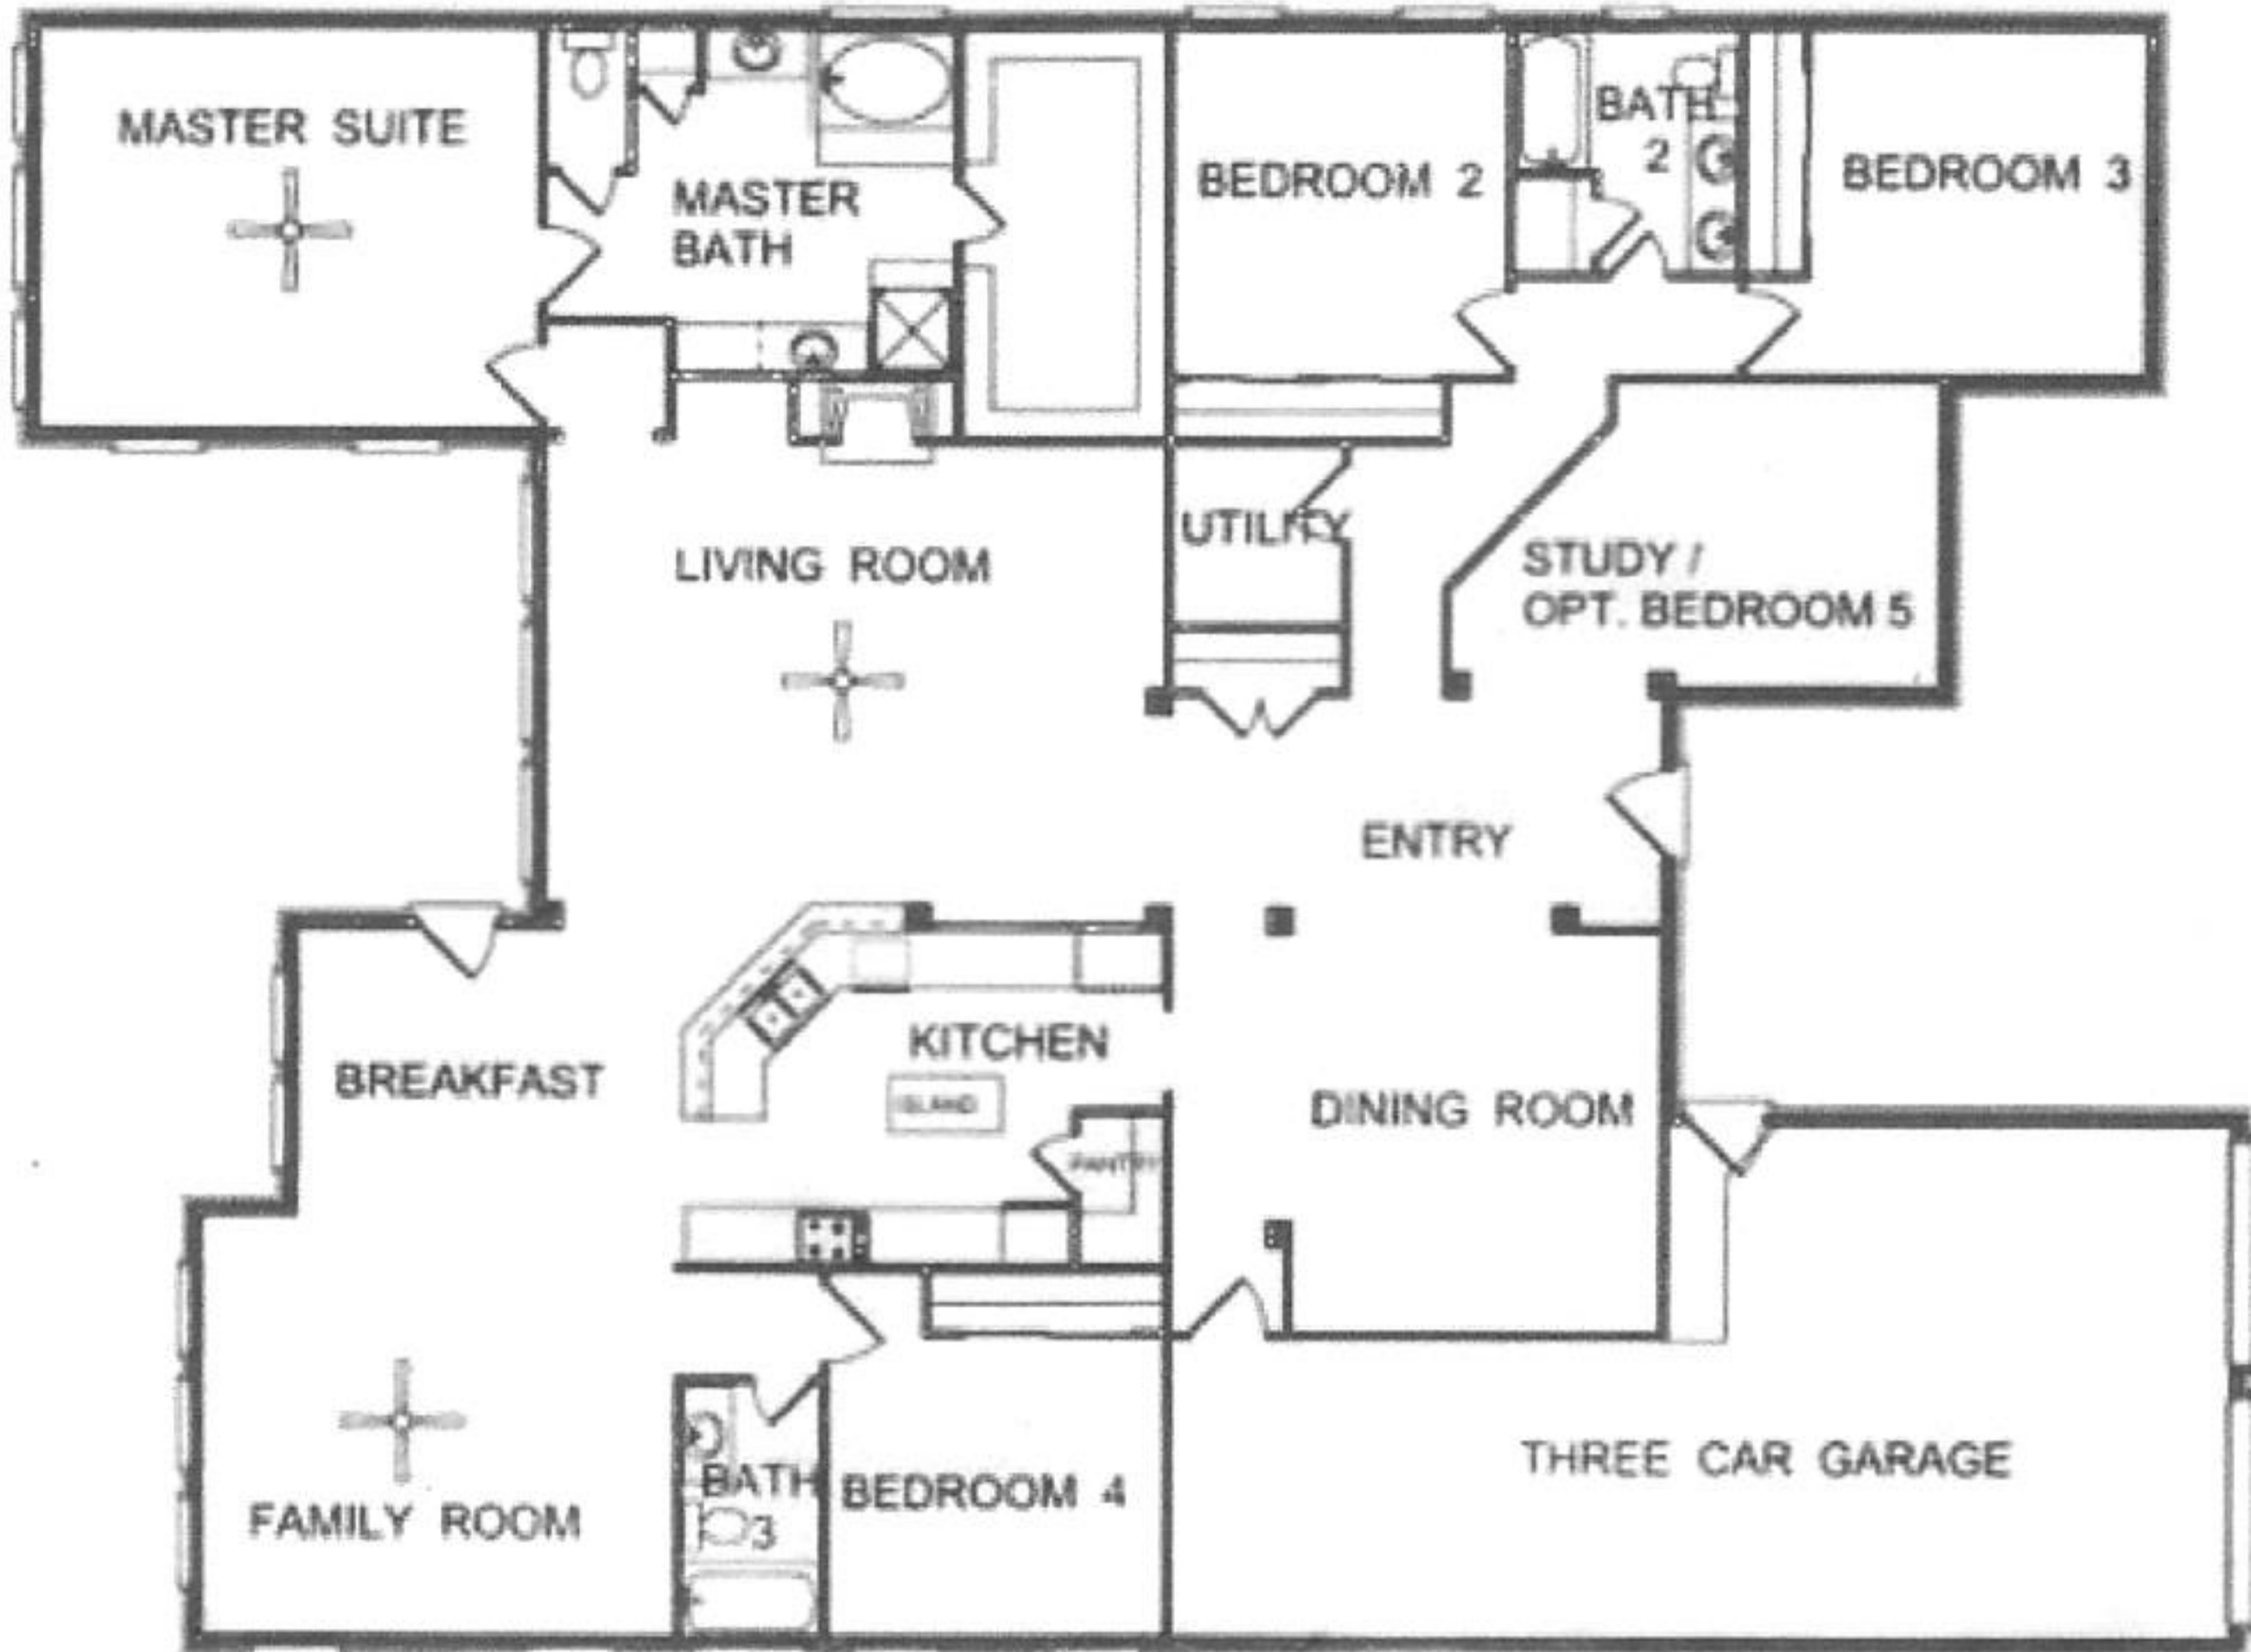 MASTER SUITE
MASTER
BATH
BEDROOM 2
BATH
2
BEDROOM 3
LIVING ROOM
UTILITY
STUDY /
OPT. BEDROOM 5
ENTRY
BREAKFAST
KITCHEN
ISLAND
PANTRY
DINING ROOM
FAMILY ROOM
BATH
3
BEDROOM 4
THREE CAR GARAGE